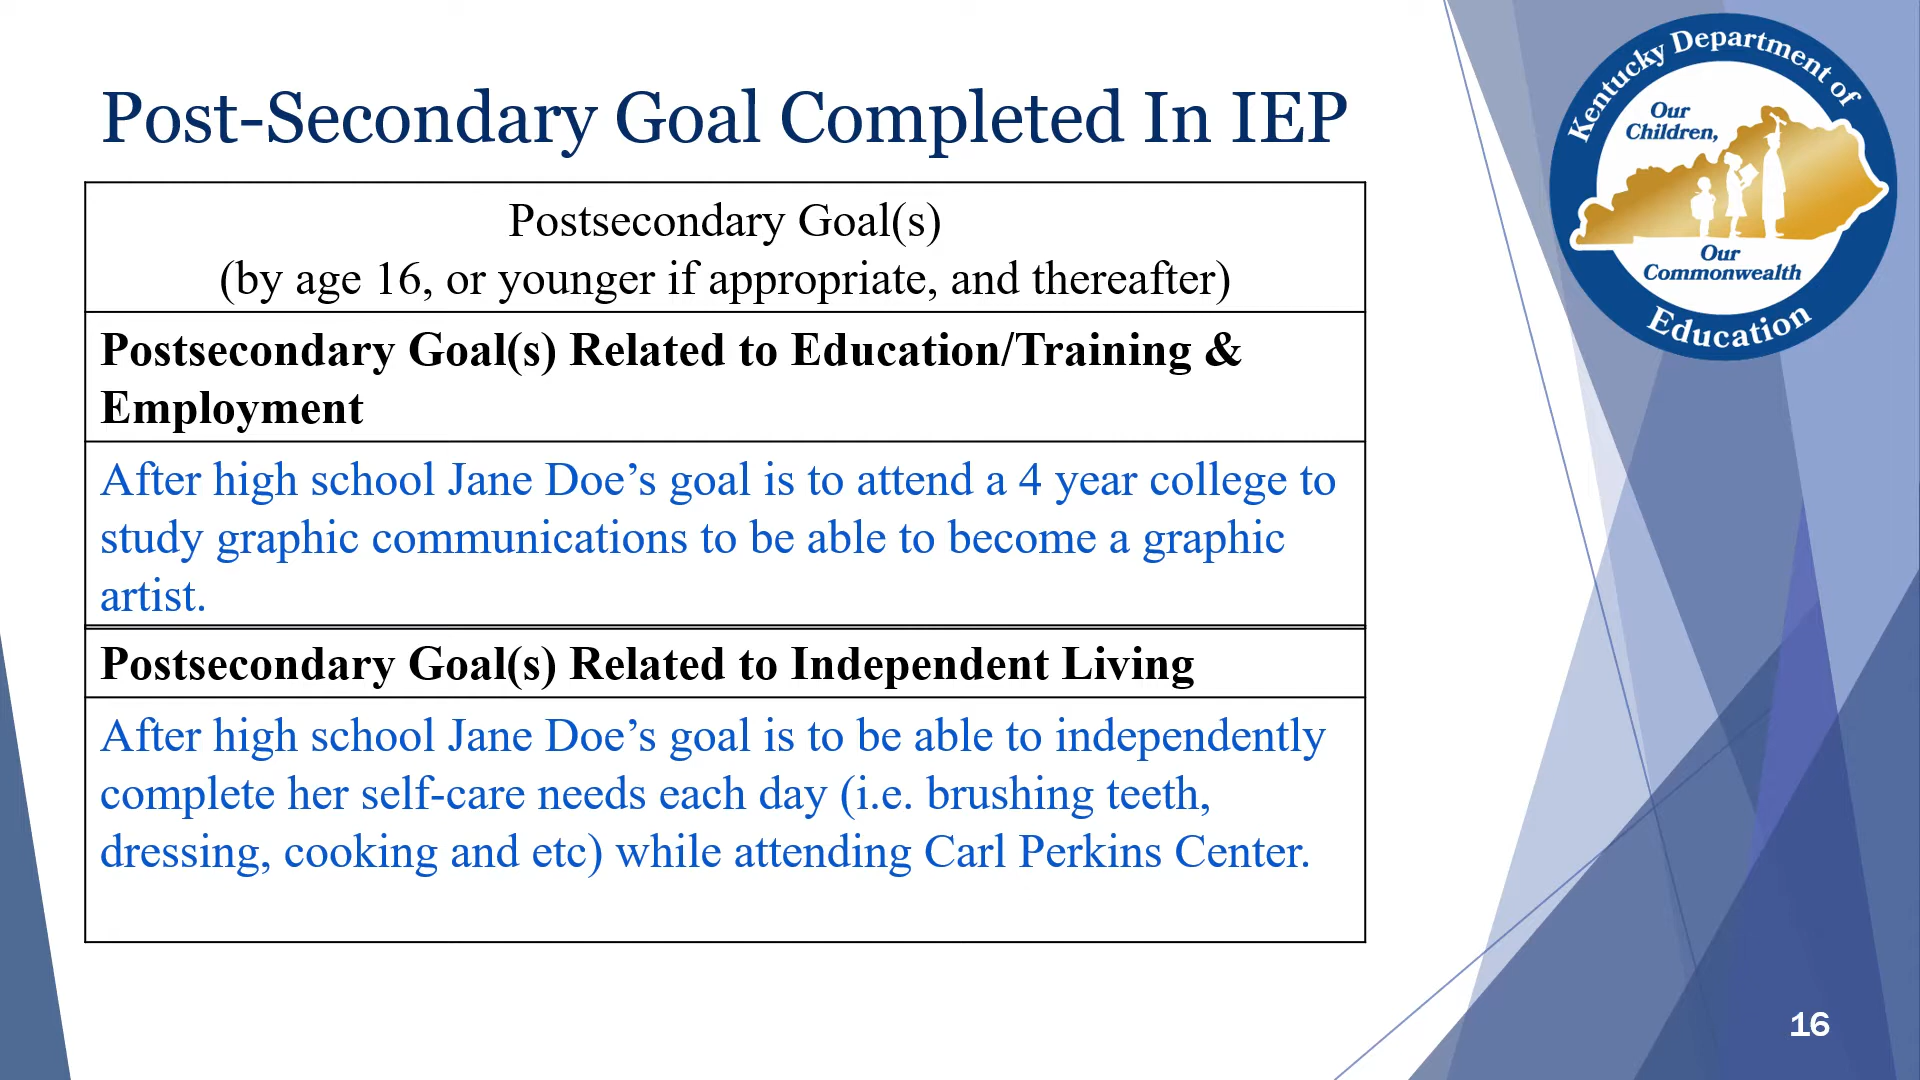 Post-Secondary Goal Completed In IEP
Postsecondary Goal(s)
(by age 16, or younger if appropriate, and thereafter)
Postsecondary Goal(s) Related to Education/Training &
Employment
After high school Jane Doe’s goal is to attend a 4 year college to
study graphic communications to be able to become a graphic
artist.
Postsecondary Goal(s) Related to Independent Living
After high school Jane Doe’s goal is to be able to independently
complete her self-care needs each day (i.e. brushing teeth,
dressing, cooking and etc) while attending Carl Perkins Center.
Kentucky Department of
Our
Children,
Our
Commonwealth
Education
16